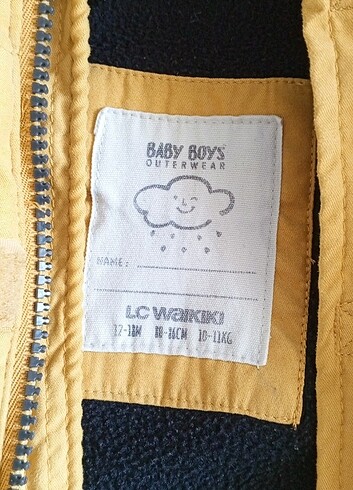 BABY BOYS
OUTERWEAR
NAME:
LC WAIKIKI
12-18M 80-86CM 10-11KG